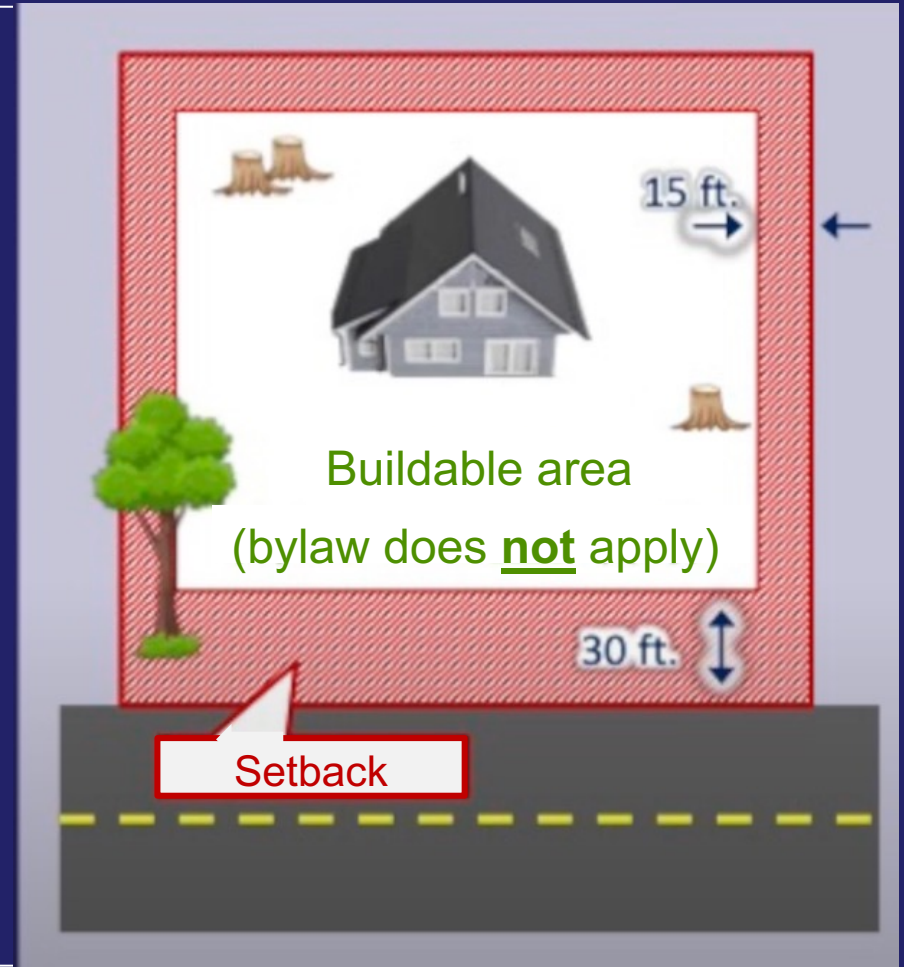 15 ft.
Buildable area
(bylaw does not apply)
30 ft.
Setback